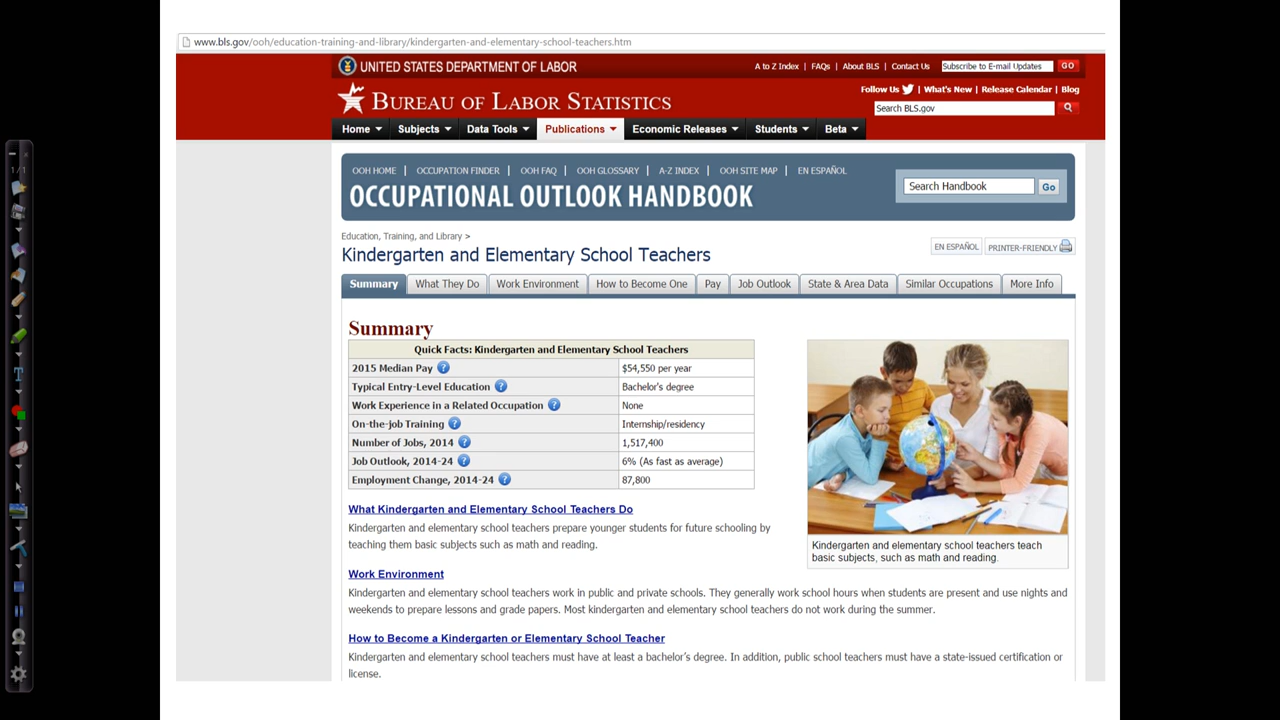 www.bls.gov/ooh/education-training-and-library/kindergarten-and-elementary-school-teachers.htm
UNITED STATES DEPARTMENT OF LABOR
A to Z Index | FAQs | About BLS | Contact Us Subscribe to E-mail Updates GO
Follow Us | What's New | Release Calendar | Blog
BUREAU OF LABOR STATISTICS
Search BLS.gov
Home Subjects Data Tools Publications Economic Releases Students Beta
OOH HOME | OCCUPATION FINDER | OOH FAQ | OOH GLOSSARY | A-Z INDEX | OOH SITE MAP | EN ESPAÑOL
OCCUPATIONAL OUTLOOK HANDBOOK
Search Handbook Go
Education, Training, and Library >
Kindergarten and Elementary School Teachers
EN ESPAÑOL PRINTER-FRIENDLY
Summary What They Do Work Environment How to Become One Pay Job Outlook State & Area Data Similar Occupations More Info
Summary
Quick Facts: Kindergarten and Elementary School Teachers
2015 Median Pay ? $54,550 per year
Typical Entry-Level Education ? Bachelor's degree
Work Experience in a Related Occupation ? None
On-the-job Training ? Internship/residency
Number of Jobs, 2014 ? 1,517,400
Job Outlook, 2014-24 ? 6% (As fast as average)
Employment Change, 2014-24 ? 87,800
What Kindergarten and Elementary School Teachers Do
Kindergarten and elementary school teachers prepare younger students for future schooling by
teaching them basic subjects such as math and reading.
Kindergarten and elementary school teachers teach
basic subjects, such as math and reading.
Work Environment
Kindergarten and elementary school teachers work in public and private schools. They generally work school hours when students are present and use nights and
weekends to prepare lessons and grade papers. Most kindergarten and elementary school teachers do not work during the summer.
How to Become a Kindergarten or Elementary School Teacher
Kindergarten and elementary school teachers must have at least a bachelor's degree. In addition, public school teachers must have a state-issued certification or
license.
1/1
T